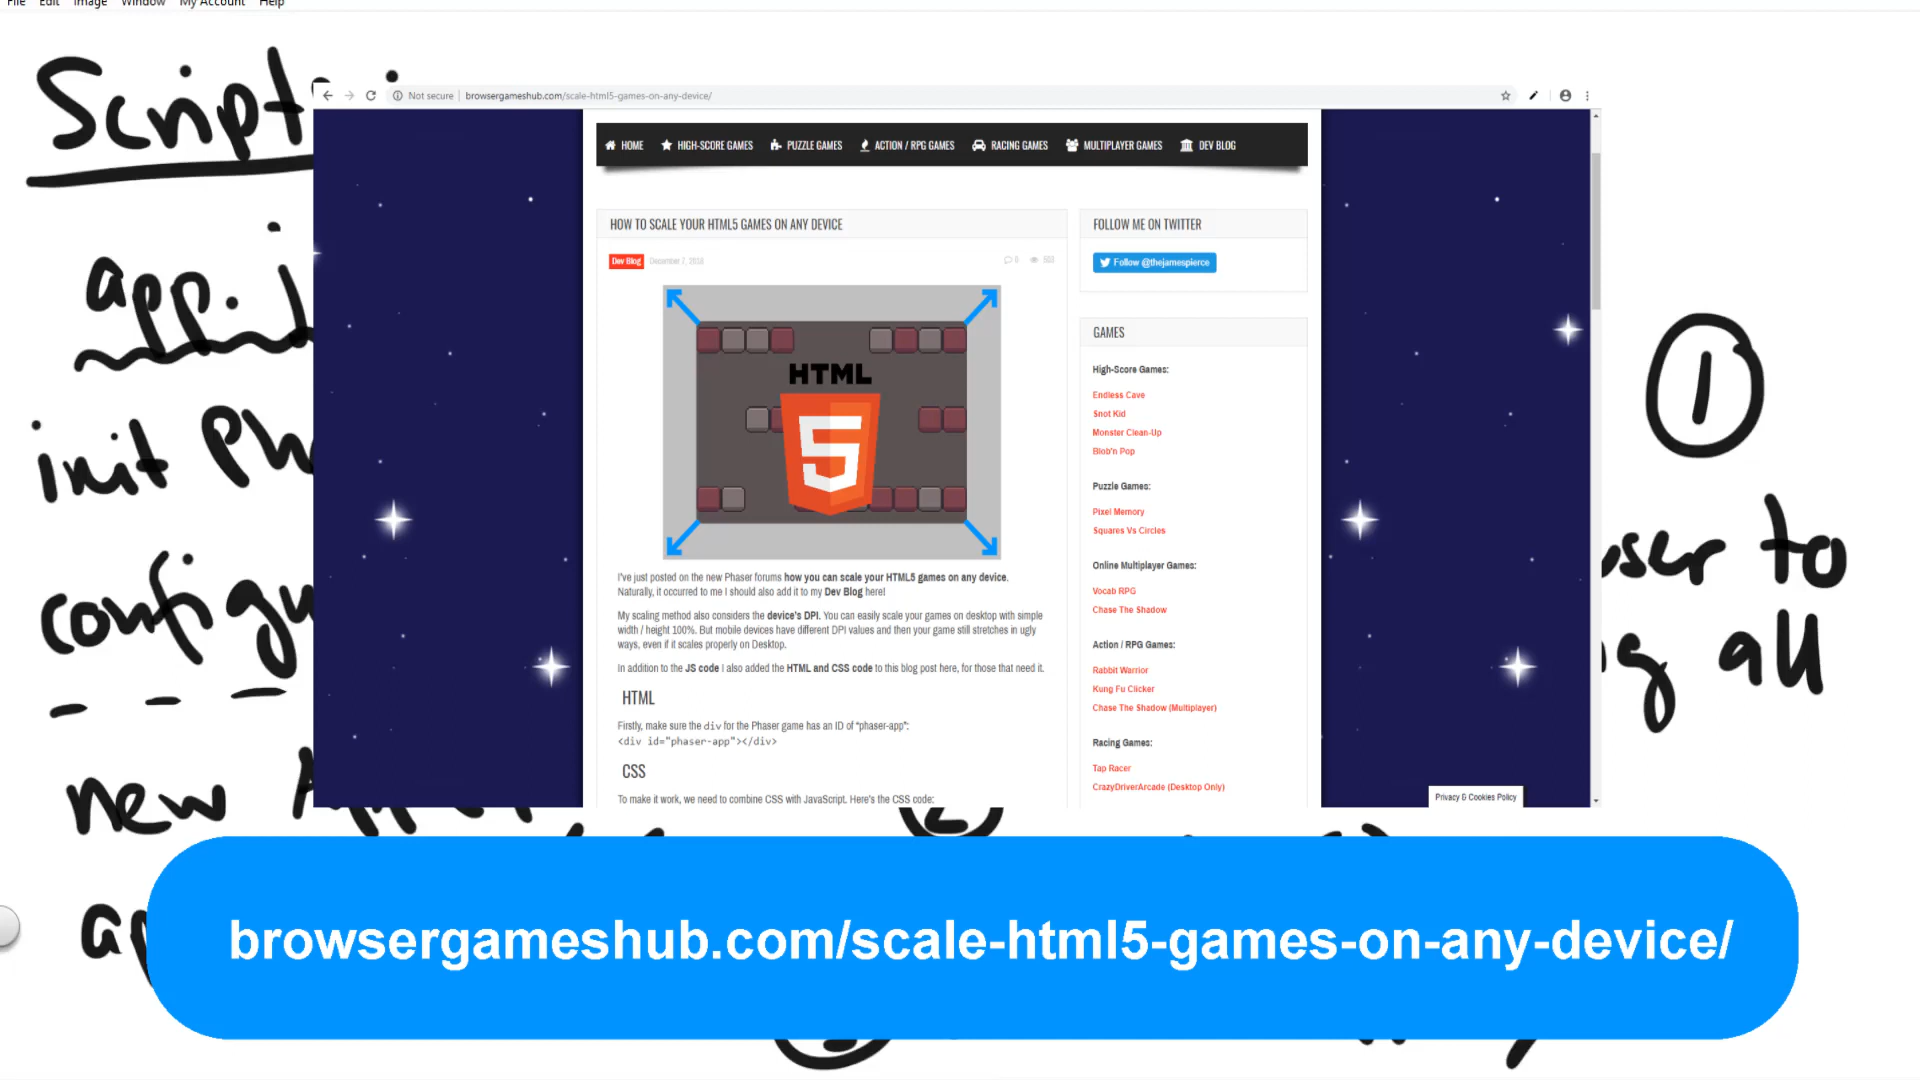 File Edit Image Window My Account Help
Not secure browsergameshub.com/scale-html5-games-on-any-device/
HOME HIGH-SCORE GAMES PUZZLE GAMES ACTION / RPG GAMES RACING GAMES MULTIPLAYER GAMES DEV BLOG
HOW TO SCALE YOUR HTML5 GAMES ON ANY DEVICE
Dev Blog
HTML
5
I've just posted on the new Phaser forums how you can scale your HTML5 games on any device.
Naturally, it occurred to me I should also add it to my Dev Blog here!
My scaling method also considers the device's DPI. You can easily scale your games on desktop with simple
width / height 100%. But mobile devices have different DPI values and then your game still stretches in ugly
ways, even if it scales properly on Desktop.
In addition to the JS code I also added the HTML and CSS code to this blog post here, for those that need it.
HTML
Firstly, make sure the div for the Phaser game has an ID of "phaser-app":
<div id="phaser-app"></div>
CSS
To make it work, we need to combine CSS with JavaScript. Here's the CSS code:
FOLLOW ME ON TWITTER
Follow @thejamespierce
GAMES
High-Score Games:
Endless Cave
Snot Kid
Monster Clean-Up
Blob'n Pop
Puzzle Games:
Pixel Memory
Squares Vs Circles
Online Multiplayer Games:
Vocab RPG
Chase The Shadow
Action / RPG Games:
Rabbit Warrior
Kung Fu Clicker
Chase The Shadow (Multiplayer)
Racing Games:
Tap Racer
CrazyDriverArcade (Desktop Only)
Privacy & Cookies Policy
Script
app.j
init Ph
configu
new
1
to
all
browsergameshub.com/scale-html5-games-on-any-device/